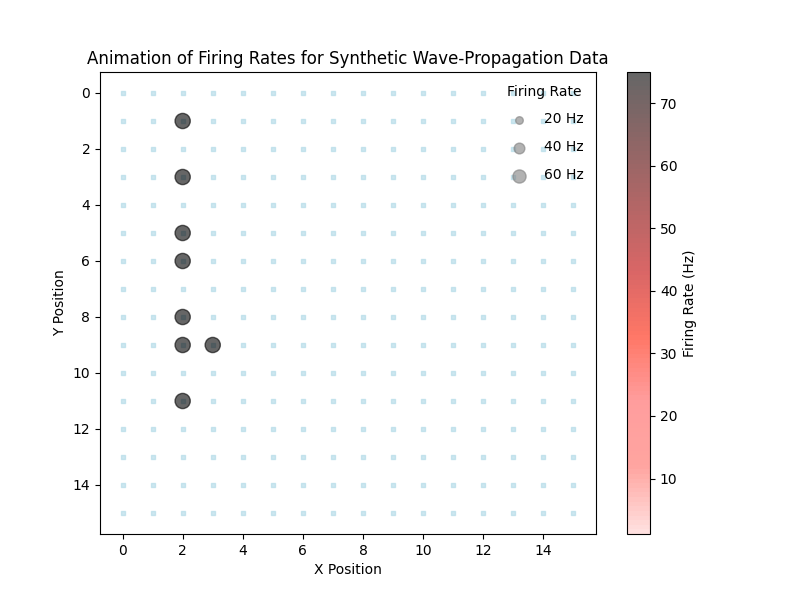 Animation of Firing Rates for Synthetic Wave-Propagation Data
Firing Rate
20 Hz
40 Hz
60 Hz
0
2
4
6
8
10
12
14
Y Position
0 2 4 6 8 10 12 14
X Position
70
60
50
40
30
20
10
Firing Rate (Hz)